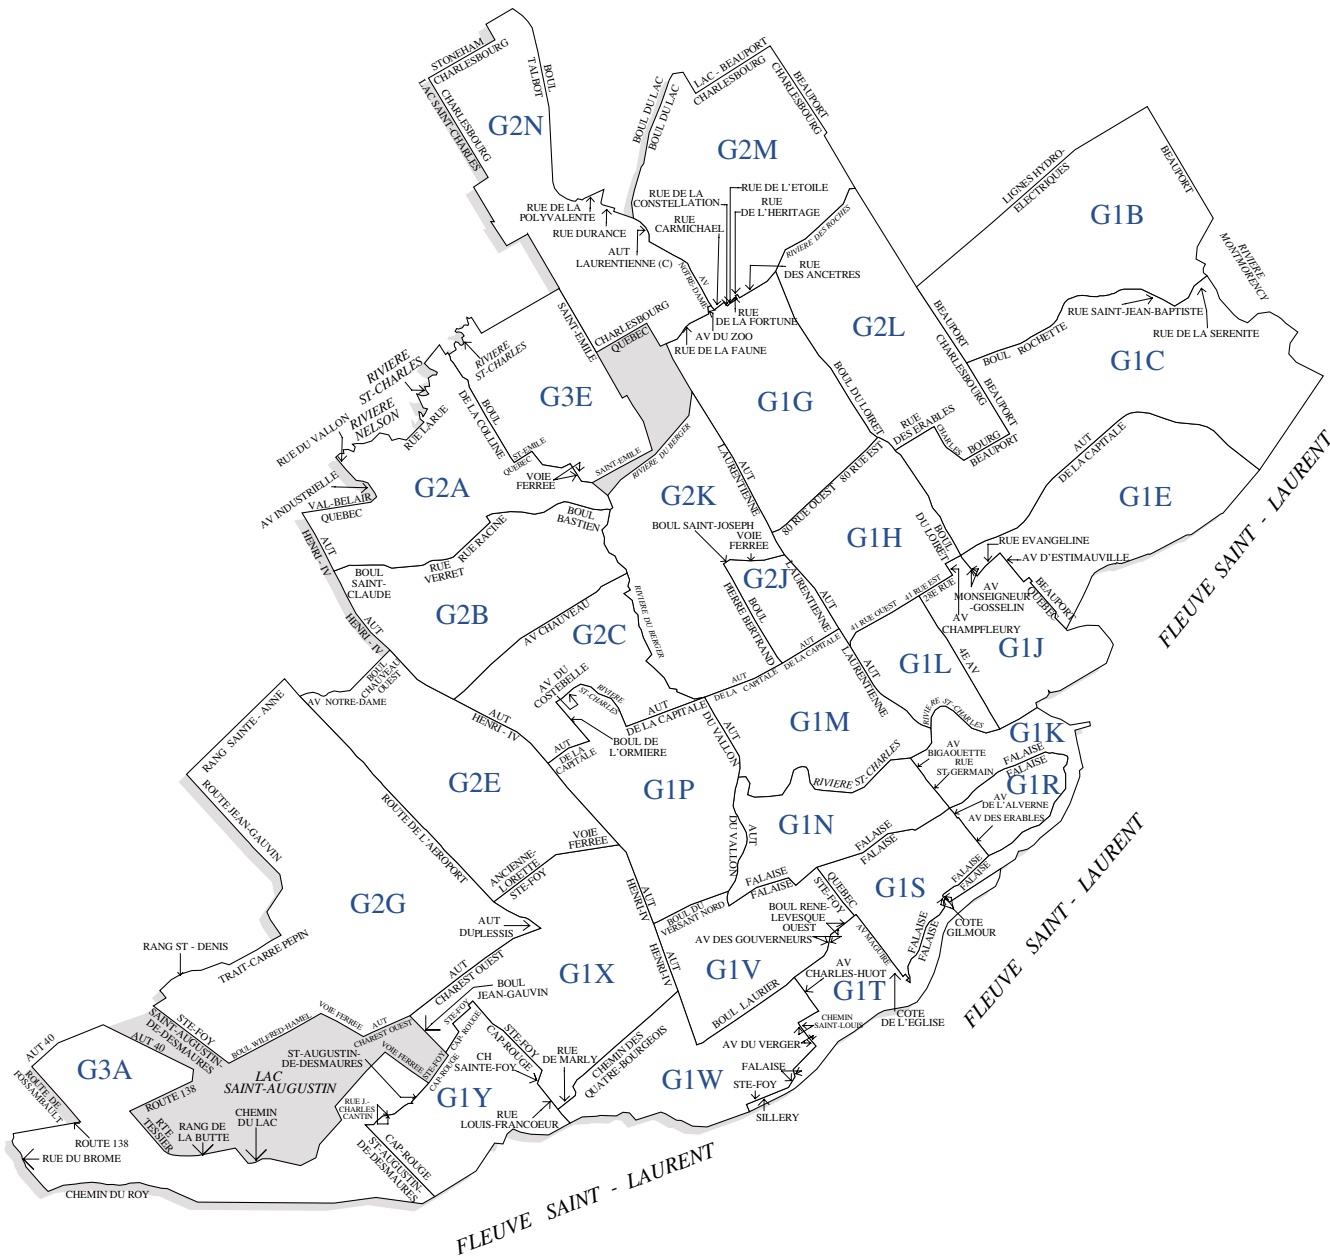 STONEHAM
CHARLESBOURG
BOUL
TALBOT
LAC SAINT-CHARLES
CHARLESBOURG
G2N
BOUL DU LAC
BOUL DU LAC
LAC - BEAUPORT
CHARLESBOURG
BEAUPORT
CHARLESBOURG
G2M
LIGNES HYDRO-
ELECTRIQUES
BEAUPORT
G1B
RIVIERE
MONTMORENCY
RUE DE LA
POLYVALENTE
RUE DURANCE
AUT
LAURENTIENNE (C)
RUE DE LA
CONSTELLATION
RUE
CARMICHAEL
RUE DE L'ETOILE
RUE
DE L'HERITAGE
RIVIERE DES ROCHES
AV
NOTRE-DAME
RUE
DES ANCETRES
RUE
DE LA FORTUNE
AV DU ZOO
RUE DE LA FAUNE
SAINT-EMILE
CHARLESBOURG
QUEBEC
G2L
BEAUPORT
CHARLESBOURG
RUE SAINT-JEAN-BAPTISTE
RUE DE LA SERENITE
BOUL ROCHETTE
G1C
RIVIERE
ST-CHARLES
RIVIERE
ST-CHARLES
RIVIERE
NELSON
RUE DU VALLON
RUE LARUE
BOUL
DE LA COLLINE
G3E
G1G
BOUL DU LOIRET
RUE
DES ERABLES
CHARLES-
BOURG
BEAUPORT
BEAUPORT
AUT
DE LA CAPITALE
G1E
FLEUVE SAINT - LAURENT
ST-EMILE
QUEBEC
VOIE
FERREE
SAINT-EMILE
RIVIERE DU BERGER
AV INDUSTRIELLE
VAL-BELAIR
QUEBEC
G2A
AUT
HENRI - IV
BOUL
BASTIEN
RUE RACINE
RUE
VERRET
BOUL
SAINT-
CLAUDE
G2K
AUT
LAURENTIENNE
80 RUE OUEST
80 RUE EST
BOUL SAINT-JOSEPH
VOIE
FERREE
G1H
BOUL
DU LOIRET
RUE EVANGELINE
AV D'ESTIMAUVILLE
BEAUPORT
QUEBEC
AV
MONSEIGNEUR
-GOSSELIN
AV
CHAMPFLEURY
G2J
BOUL
PIERRE BERTRAND
AUT
LAURENTIENNE
41 RUE OUEST
41 RUE EST
28E RUE
G2B
AUT
HENRI - IV
AV CHAUVEAU
G2C
RIVIERE DU BERGER
AUT
DE LA CAPITALE
AUT
DE LA CAPITALE
AUT
LAURENTIENNE
G1L
4E AV
G1J
BOUL
CHAUVEAU
OUEST
AV NOTRE-DAME
AV DU
COSTEBELLE
RIVIERE
ST-CHARLES
AUT
DE LA CAPITALE
BOUL DE
L'ORMIERE
AUT
DE LA
CAPITALE
AUT
HENRI - IV
AUT
DU VALLON
G1M
RIVIERE ST-CHARLES
RIVIERE ST-CHARLES
G1K
AV
BIGAOUETTE
RUE
ST-GERMAIN
FALAISE
FALAISE
G1R
AV
DE L'ALVERNE
AV DES ERABLES
RANG SAINTE - ANNE
ROUTE JEAN-GAUVIN
ROUTE DE L'AEROPORT
G2E
G1P
AUT
DU VALLON
G1N
FALAISE
FALAISE
FALAISE
FALAISE
VOIE
FERREE
ANCIENNE-
LORETTE
STE-FOY
AUT
HENRI-IV
BOUL DU
VERSANT NORD
FALAISE
FALAISE
QUEBEC
STE-FOY
G1S
FALAISE
FALAISE
COTE
GILMOUR
FLEUVE SAINT - LAURENT
G2G
AUT
DUPLESSIS
BOUL RENE-
LEVESQUE
OUEST
AV DES GOUVERNEURS
AV MAGUIRE
RANG ST - DENIS
TRAIT-CARRE PEPIN
AUT
CHAREST OUEST
G1X
AUT
HENRI-IV
G1V
BOUL LAURIER
AV
CHARLES-HUOT
G1T
COTE
DE L'EGLISE
BOUL
JEAN-GAUVIN
STE-FOY
SAINT-AUGUSTIN-
DE-DESMAURES
BOUL WILFRED-HAMEL
VOIE FERREE
AUT
CHAREST OUEST
STE-FOY
CAP- ROUGE
STE-FOY
CAP-ROUGE
CHEMIN
SAINT-LOUIS
AV DU VERGER
AUT 40
AUT 40
G3A
ROUTE DE
FOSSAMBAULT
ROUTE 138
ST-AUGUSTIN-
DE-DESMAURES
VOIE FERREE
STE-FOY
CAP-ROUGE
LAC
SAINT-AUGUSTIN
CH
SAINTE-FOY
RUE
DE MARLY
CHEMIN DES
QUATRE-BOURGEOIS
G1W
FALAISE
STE-FOY
SILLERY
G1Y
RUE
LOUIS-FRANCOEUR
RUE J.-
CHARLES
CANTIN
CHEMIN
DU LAC
RANG DE
LA BUTTE
RTE
TESSIER
ROUTE 138
RUE DU BROME
CHEMIN DU ROY
CAP-ROUGE
ST-AUGUSTIN-
DE-DESMAURES
FLEUVE SAINT - LAURENT